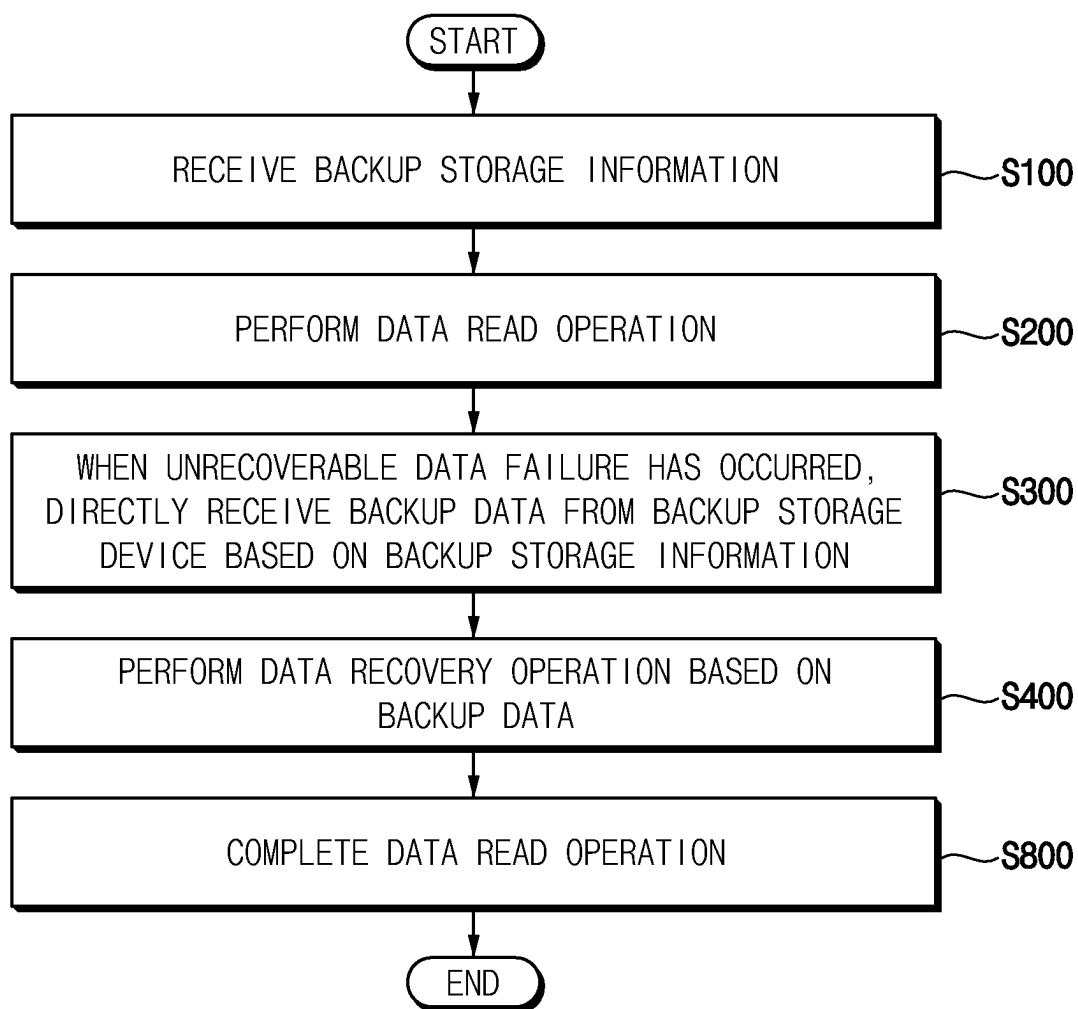 START
RECEIVE BACKUP STORAGE INFORMATION
S100
PERFORM DATA READ OPERATION
S200
WHEN UNRECOVERABLE DATA FAILURE HAS OCCURRED,
DIRECTLY RECEIVE BACKUP DATA FROM BACKUP STORAGE
DEVICE BASED ON BACKUP STORAGE INFORMATION
S300
PERFORM DATA RECOVERY OPERATION BASED ON
BACKUP DATA
S400
COMPLETE DATA READ OPERATION
S800
END